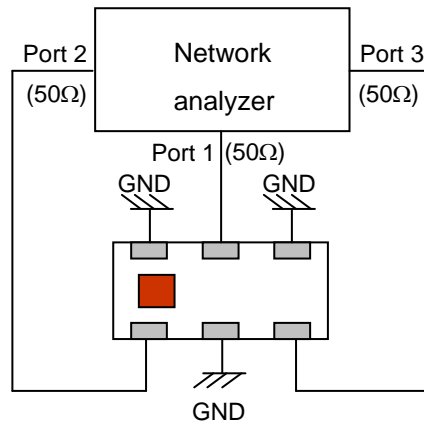 Port 2
Network
Port 3
(50Ω)
analyzer
(50Ω)
Port 1
(50Ω)
GND
GND
GND